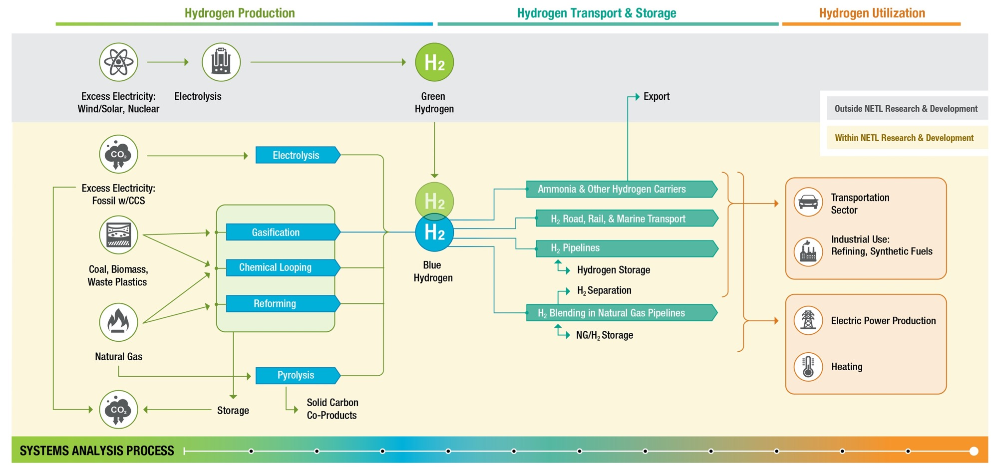 Hydrogen Production
Hydrogen Transport & Storage
Hydrogen Utilization
H2
Excess Electricity:
Wind/Solar, Nuclear
Electrolysis
Green
Hydrogen
Export
Outside NETL Research & Development
Within NETL Research & Development
CO2
Electrolysis
Excess Electricity:
Fossil w/CCS
H2
H2
Blue
Hydrogen
Gasification
Chemical Looping
Reforming
Coal, Biomass,
Waste Plastics
Natural Gas
Pyrolysis
Solid Carbon
Co-Products
Storage
CO2
Ammonia & Other Hydrogen Carriers
H2 Road, Rail, & Marine Transport
H2 Pipelines
Hydrogen Storage
H2 Separation
H2 Blending in Natural Gas Pipelines
NG/H2 Storage
Transportation
Sector
Industrial Use:
Refining, Synthetic Fuels
Electric Power Production
Heating
SYSTEMS ANALYSIS PROCESS